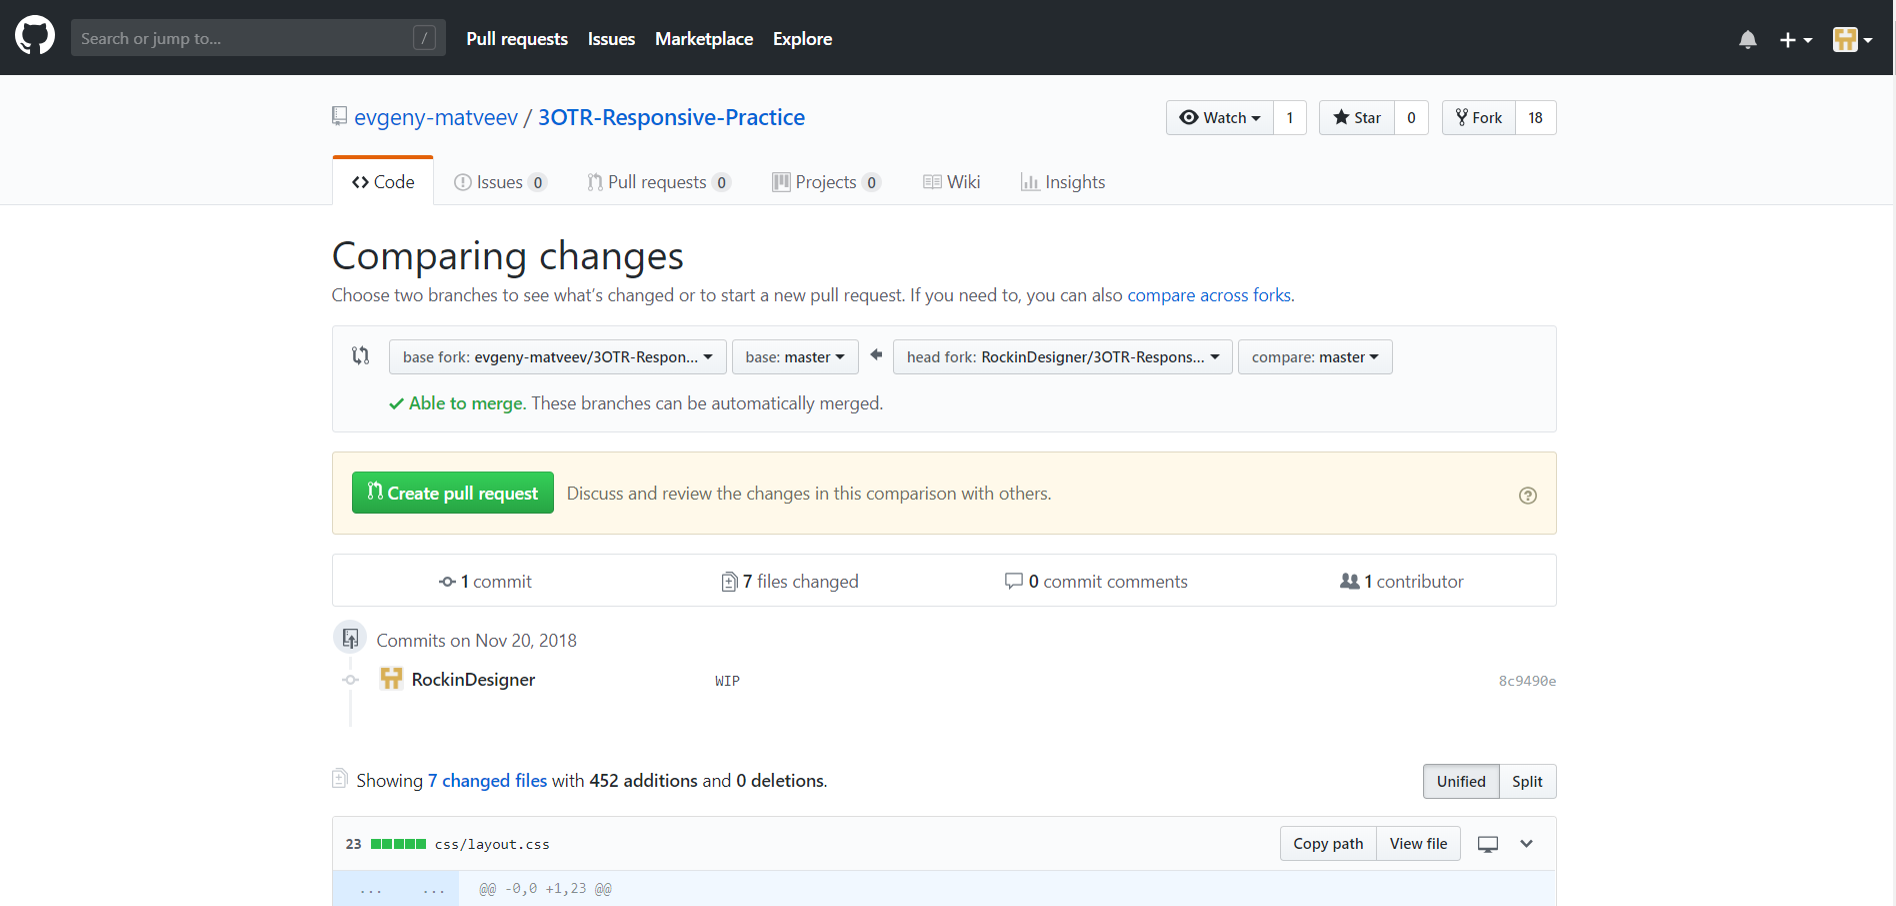 Search or jump to... /
Pull requests Issues Marketplace Explore
evgeny-matveev / 3OTR-Responsive-Practice
Watch 1 Star 0 Fork 18
Code Issues 0 Pull requests 0 Projects 0 Wiki Insights
Comparing changes
Choose two branches to see what’s changed or to start a new pull request. If you need to, you can also compare across forks.
base fork: evgeny-matveev/3OTR-Respon... base: master head fork: RockinDesigner/3OTR-Respons... compare: master
Able to merge. These branches can be automatically merged.
Create pull request Discuss and review the changes in this comparison with others.
1 commit 7 files changed 0 commit comments 1 contributor
Commits on Nov 20, 2018
RockinDesigner WIP 8c9490e
Showing 7 changed files with 452 additions and 0 deletions.
Unified Split
23 css/layout.css Copy path View file
... ... @@ -0,0 +1,23 @@